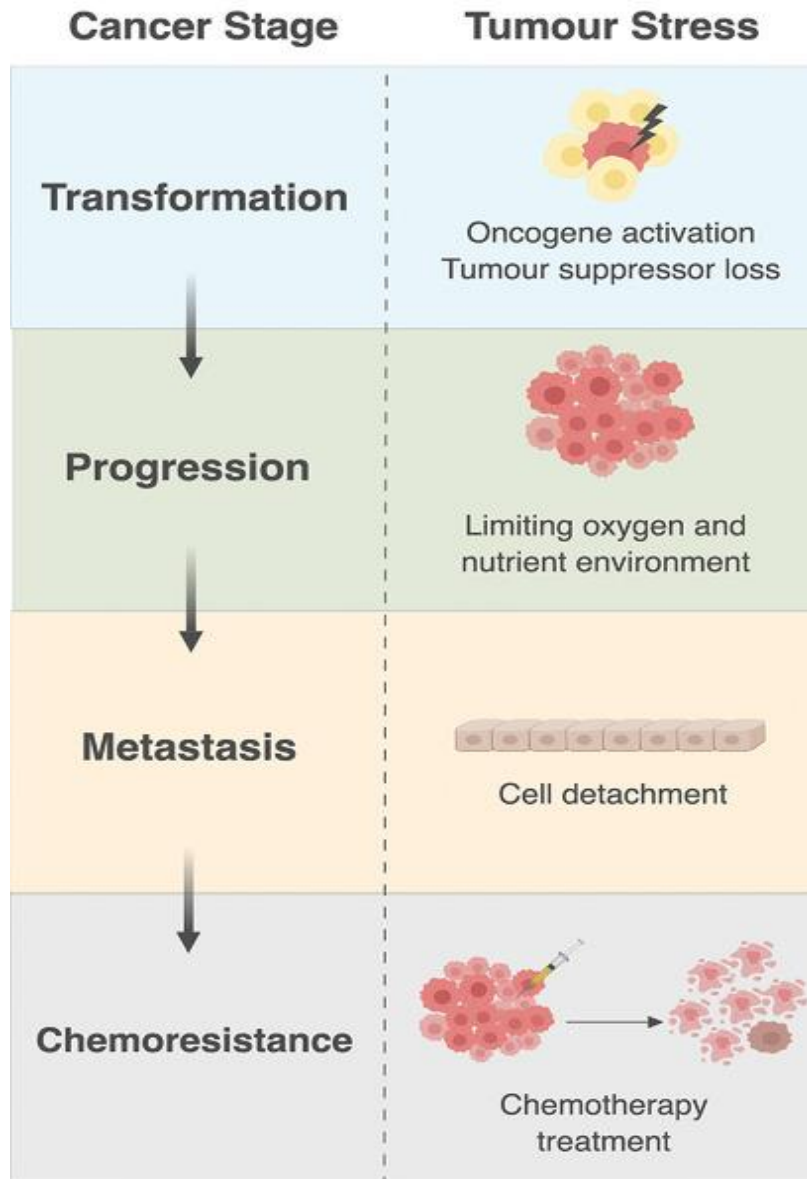 Cancer Stage
Tumour Stress
Transformation
Oncogene activation
Tumour suppressor loss
Progression
Limiting oxygen and
nutrient environment
Metastasis
Cell detachment
Chemoresistance
Chemotherapy
treatment